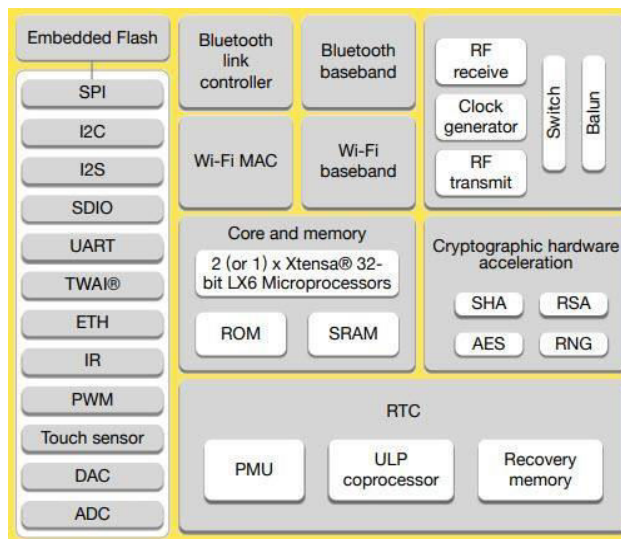 Embedded Flash
SPI
I2C
I2S
SDIO
UART
TWAI®
ETH
IR
PWM
Touch sensor
DAC
ADC
Bluetooth
link
controller
Bluetooth
baseband
Wi-Fi MAC
Wi-Fi
baseband
RF
receive
Clock
generator
RF
transmit
Switch
Balun
Core and memory
2 (or 1) x Xtensa® 32-
bit LX6 Microprocessors
ROM
SRAM
Cryptographic hardware
acceleration
SHA
RSA
AES
RNG
RTC
PMU
ULP
coprocessor
Recovery
memory